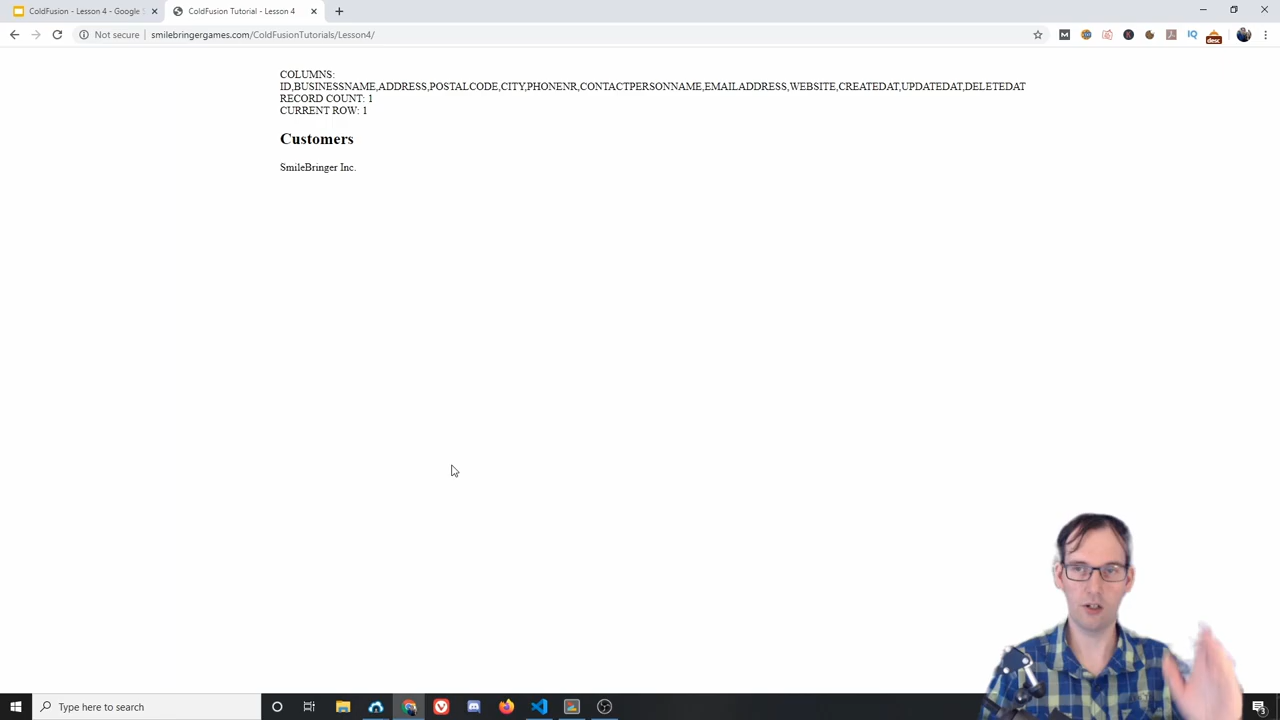 ColdFusion - Lesson 4 - Google S
ColdFusion Tutorial - Lesson 4
Not secure
smilebringergames.com/ColdFusionTutorials/Lesson4/
M
IQ
desc
COLUMNS:
ID,BUSINESSNAME,ADDRESS,POSTALCODE,CITY,PHONENR,CONTACTPERSONNAME,EMAILADDRESS,WEBSITE,CREATEDAT,UPDATEDAT,DELETEDAT
RECORD COUNT: 1
CURRENT ROW: 1
Customers
SmileBringer Inc.
Type here to search